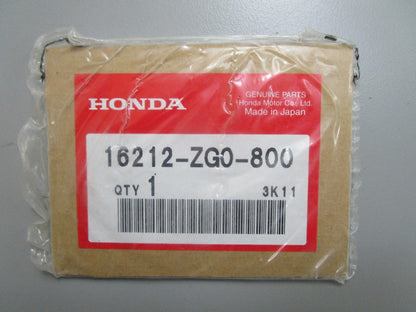 HONDA
GENUINE PARTS
Honda Motor Co., Ltd.
Made in Japan
16212-ZG0-800
QTY 1 3K11